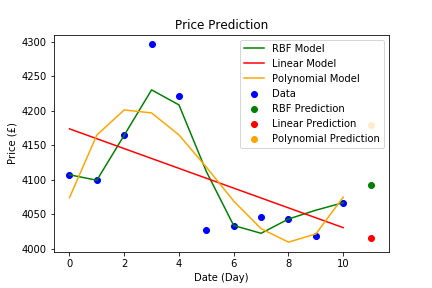 Price Prediction
4300
4250
4200
4150
4100
4050
4000
Price (£)
RBF Model
Linear Model
Polynomial Model
Data
RBF Prediction
Linear Prediction
Polynomial Prediction
0
2
4
6
8
10
Date (Day)